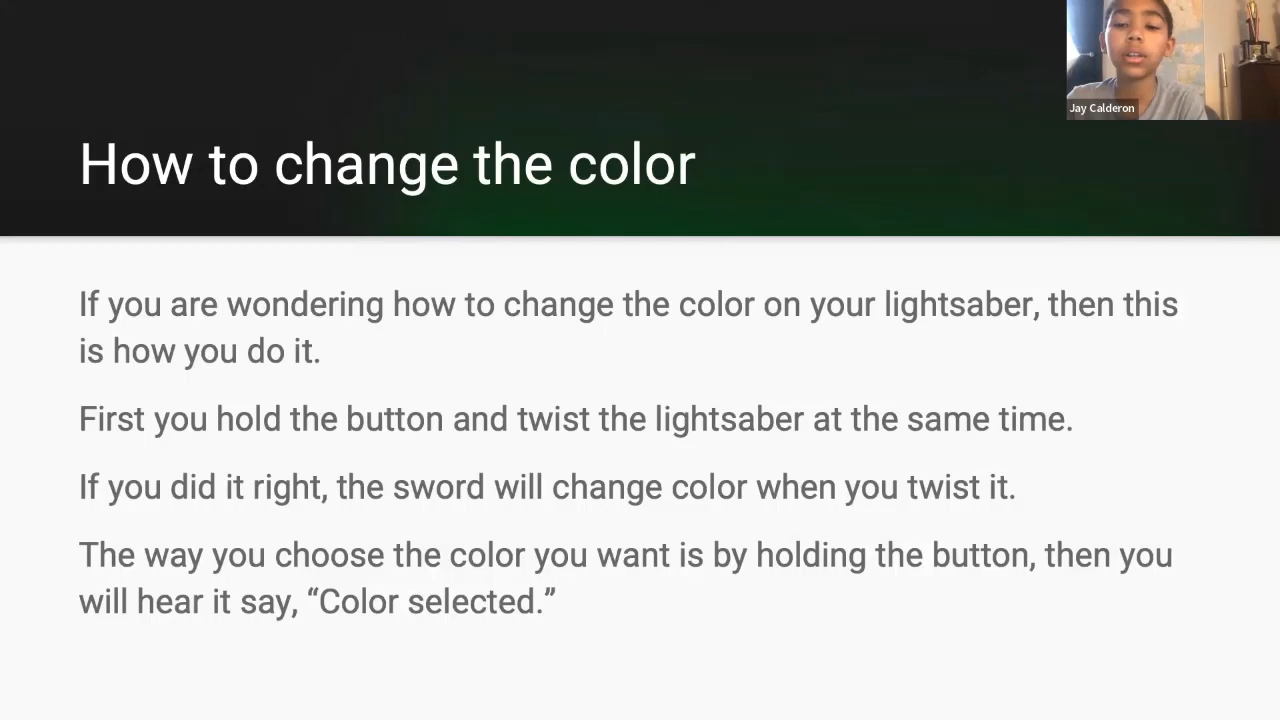 Jay Calderon
How to change the color
If you are wondering how to change the color on your lightsaber, then this
is how you do it.
First you hold the button and twist the lightsaber at the same time.
If you did it right, the sword will change color when you twist it.
The way you choose the color you want is by holding the button, then you
will hear it say, “Color selected.”